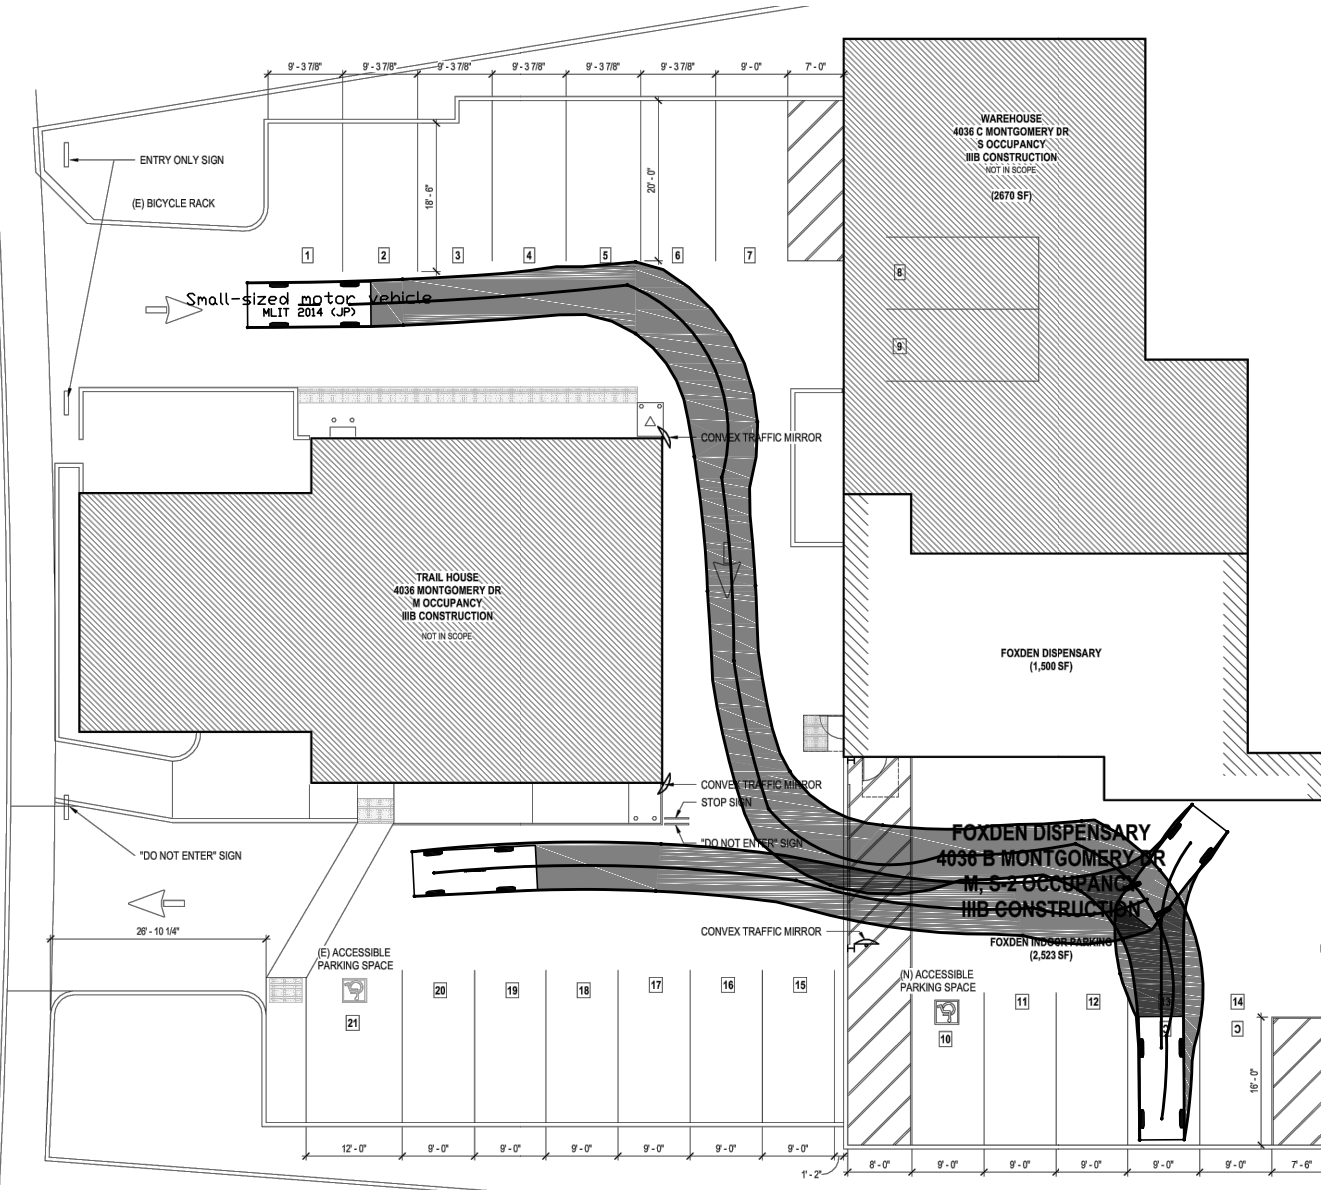 9' - 3 7/8" 9' - 3 7/8" 9' - 3 7/8" 9' - 3 7/8" 9' - 3 7/8" 9' - 3 7/8" 9' - 0" 7' - 0"
WAREHOUSE
4036 C MONTGOMERY DR
S OCCUPANCY
IIIB CONSTRUCTION
NOT IN SCOPE
(2670 SF)
ENTRY ONLY SIGN
(E) BICYCLE RACK
18' - 6"
20' - 0"
1 2 3 4 5 6 7
8
9
Small-sized motor vehicle
MLIT 2014 (JP)
CONVEX TRAFFIC MIRROR
TRAIL HOUSE
4036 MONTGOMERY DR
M OCCUPANCY
IIIB CONSTRUCTION
NOT IN SCOPE
FOXDEN DISPENSARY
(1,500 SF)
CONVEX TRAFFIC MIRROR
STOP SIGN
"DO NOT ENTER" SIGN
"DO NOT ENTER" SIGN
FOXDEN DISPENSARY
4036 B MONTGOMERY DR
M, S-2 OCCUPANCY
IIIB CONSTRUCTION
FOXDEN INDOOR PARKING
(2,523 SF)
CONVEX TRAFFIC MIRROR
26' - 10 1/4"
(E) ACCESSIBLE
PARKING SPACE
(N) ACCESSIBLE
PARKING SPACE
21 20 19 18 17 16 15
10 11 12 13 14
C C
16' - 0"
12' - 0" 9' - 0" 9' - 0" 9' - 0" 9' - 0" 9' - 0" 9' - 0"
1' - 2"
8' - 0" 9' - 0" 9' - 0" 9' - 0" 9' - 0" 9' - 0" 7' - 6"